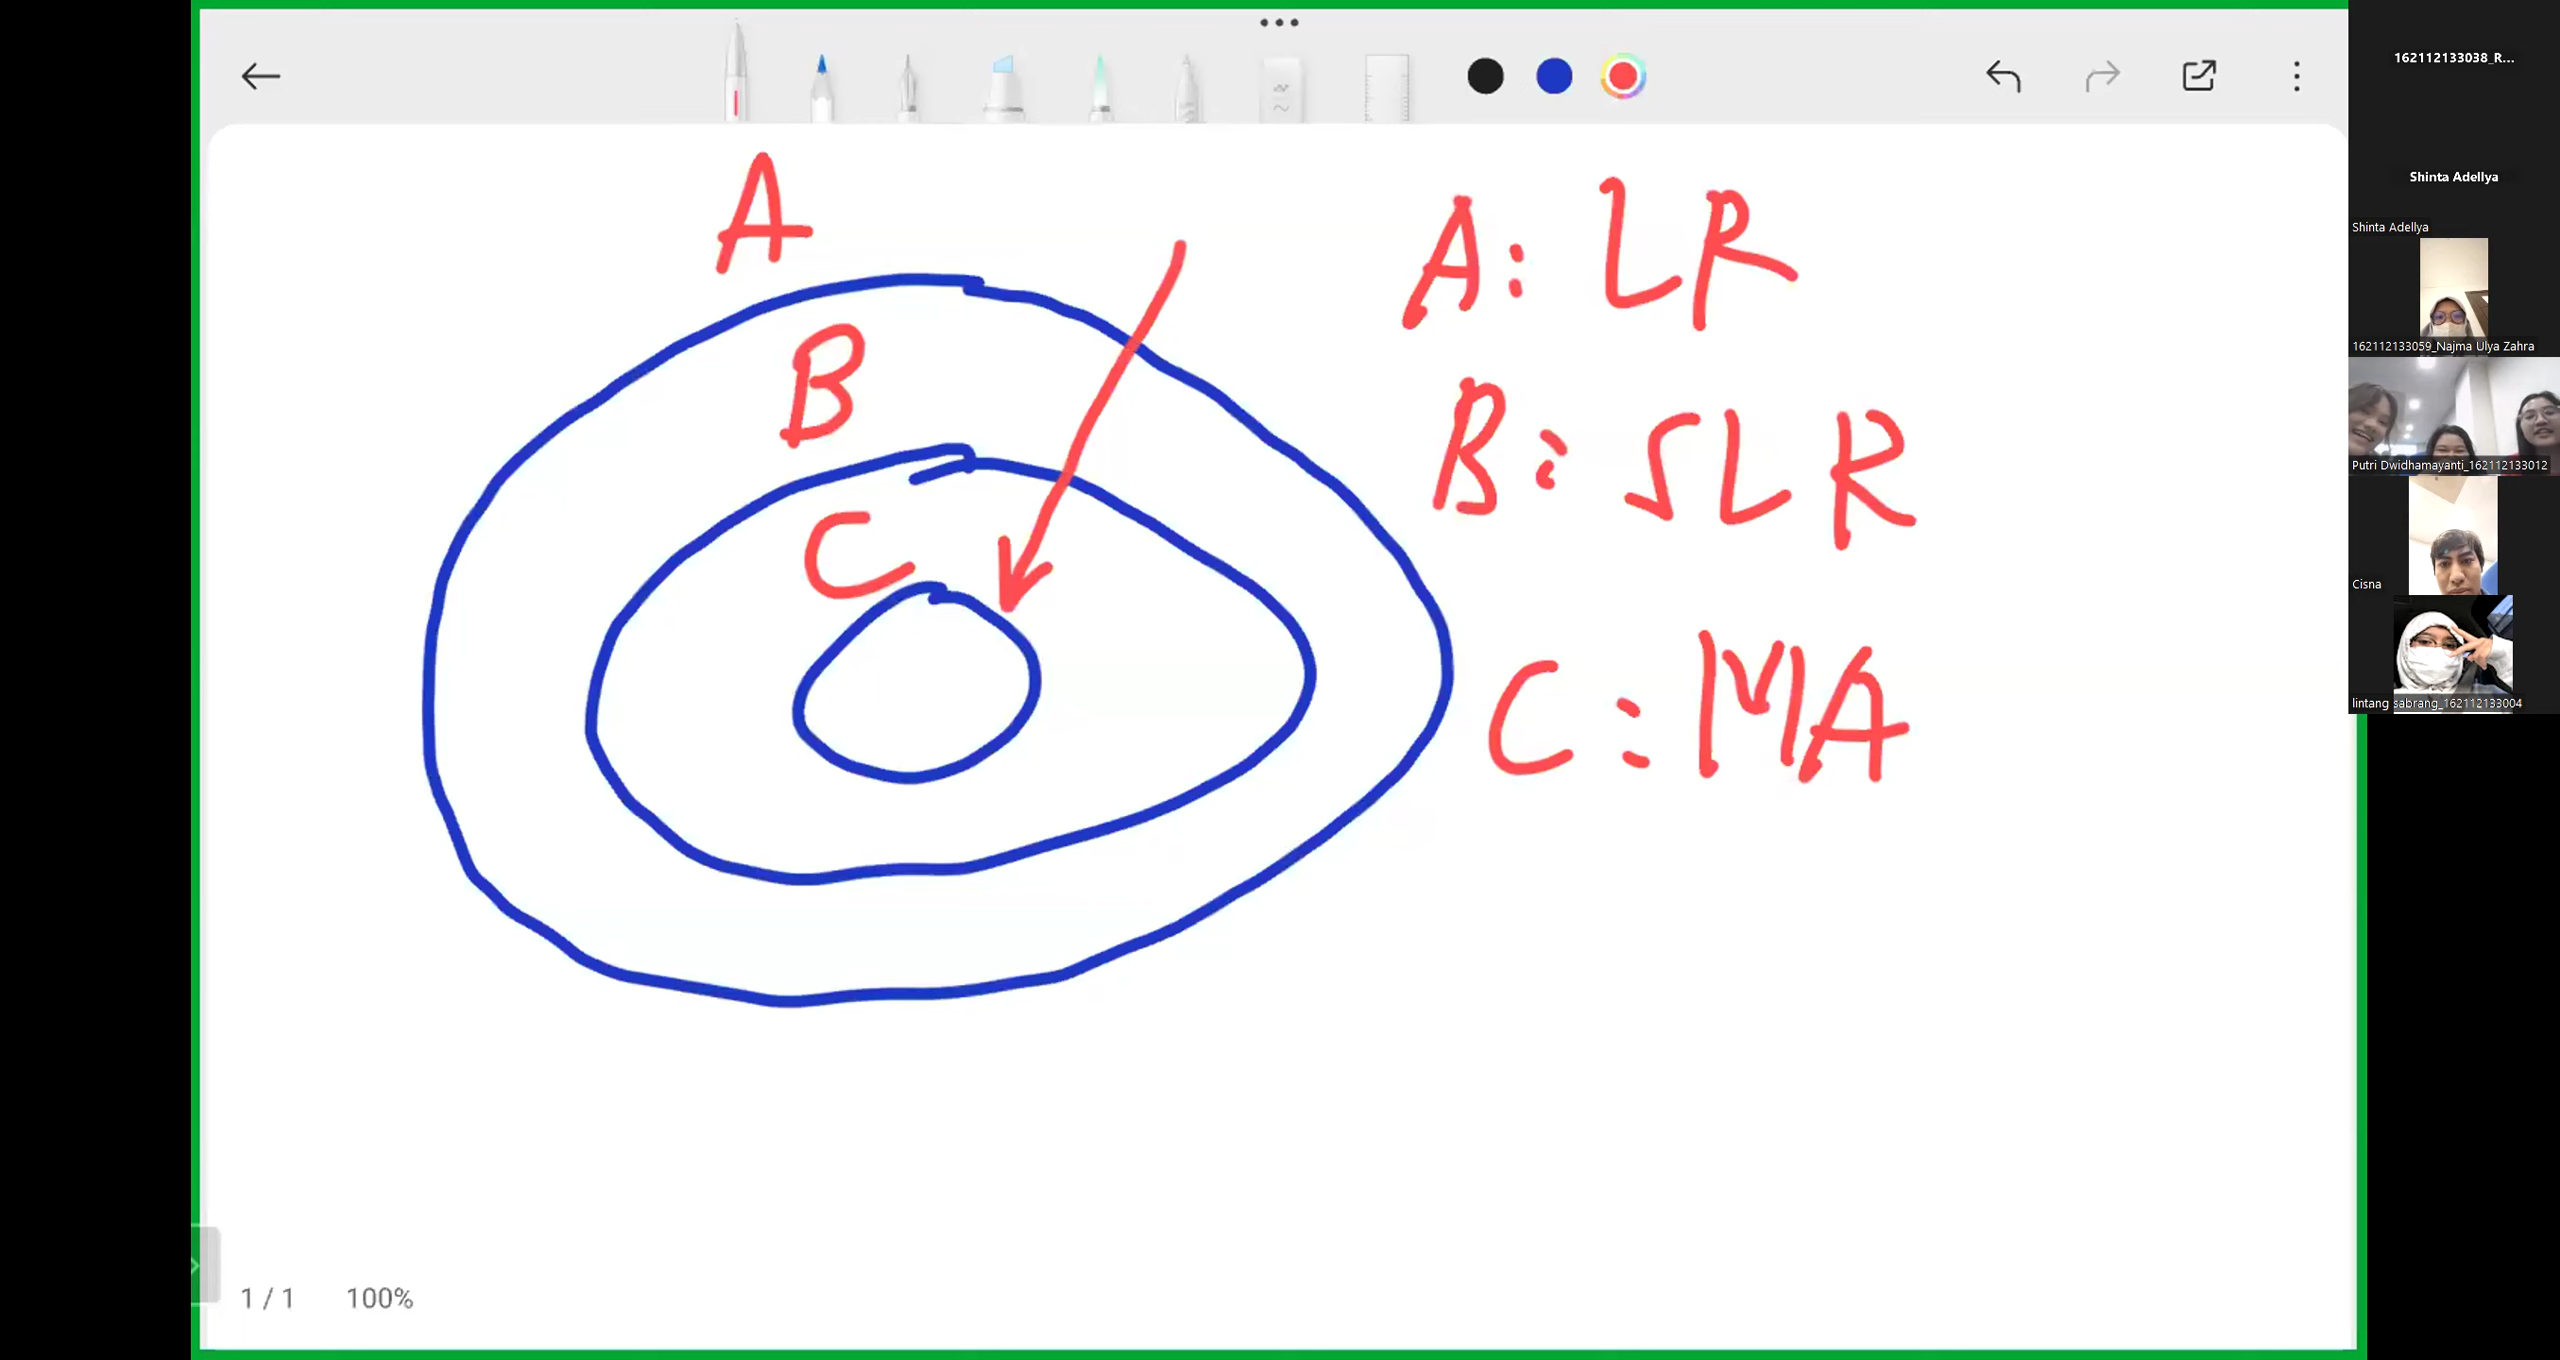 A
B
C
A: LR
B: SLR
C: MA
1 / 1
100%
162112133038_R...
Shinta Adellya
Shinta Adellya
162112133059_Najma Ulya Zahra
Putri Dwidhamayanti_162112133012
Cisna
lintang sabrang_162112133004